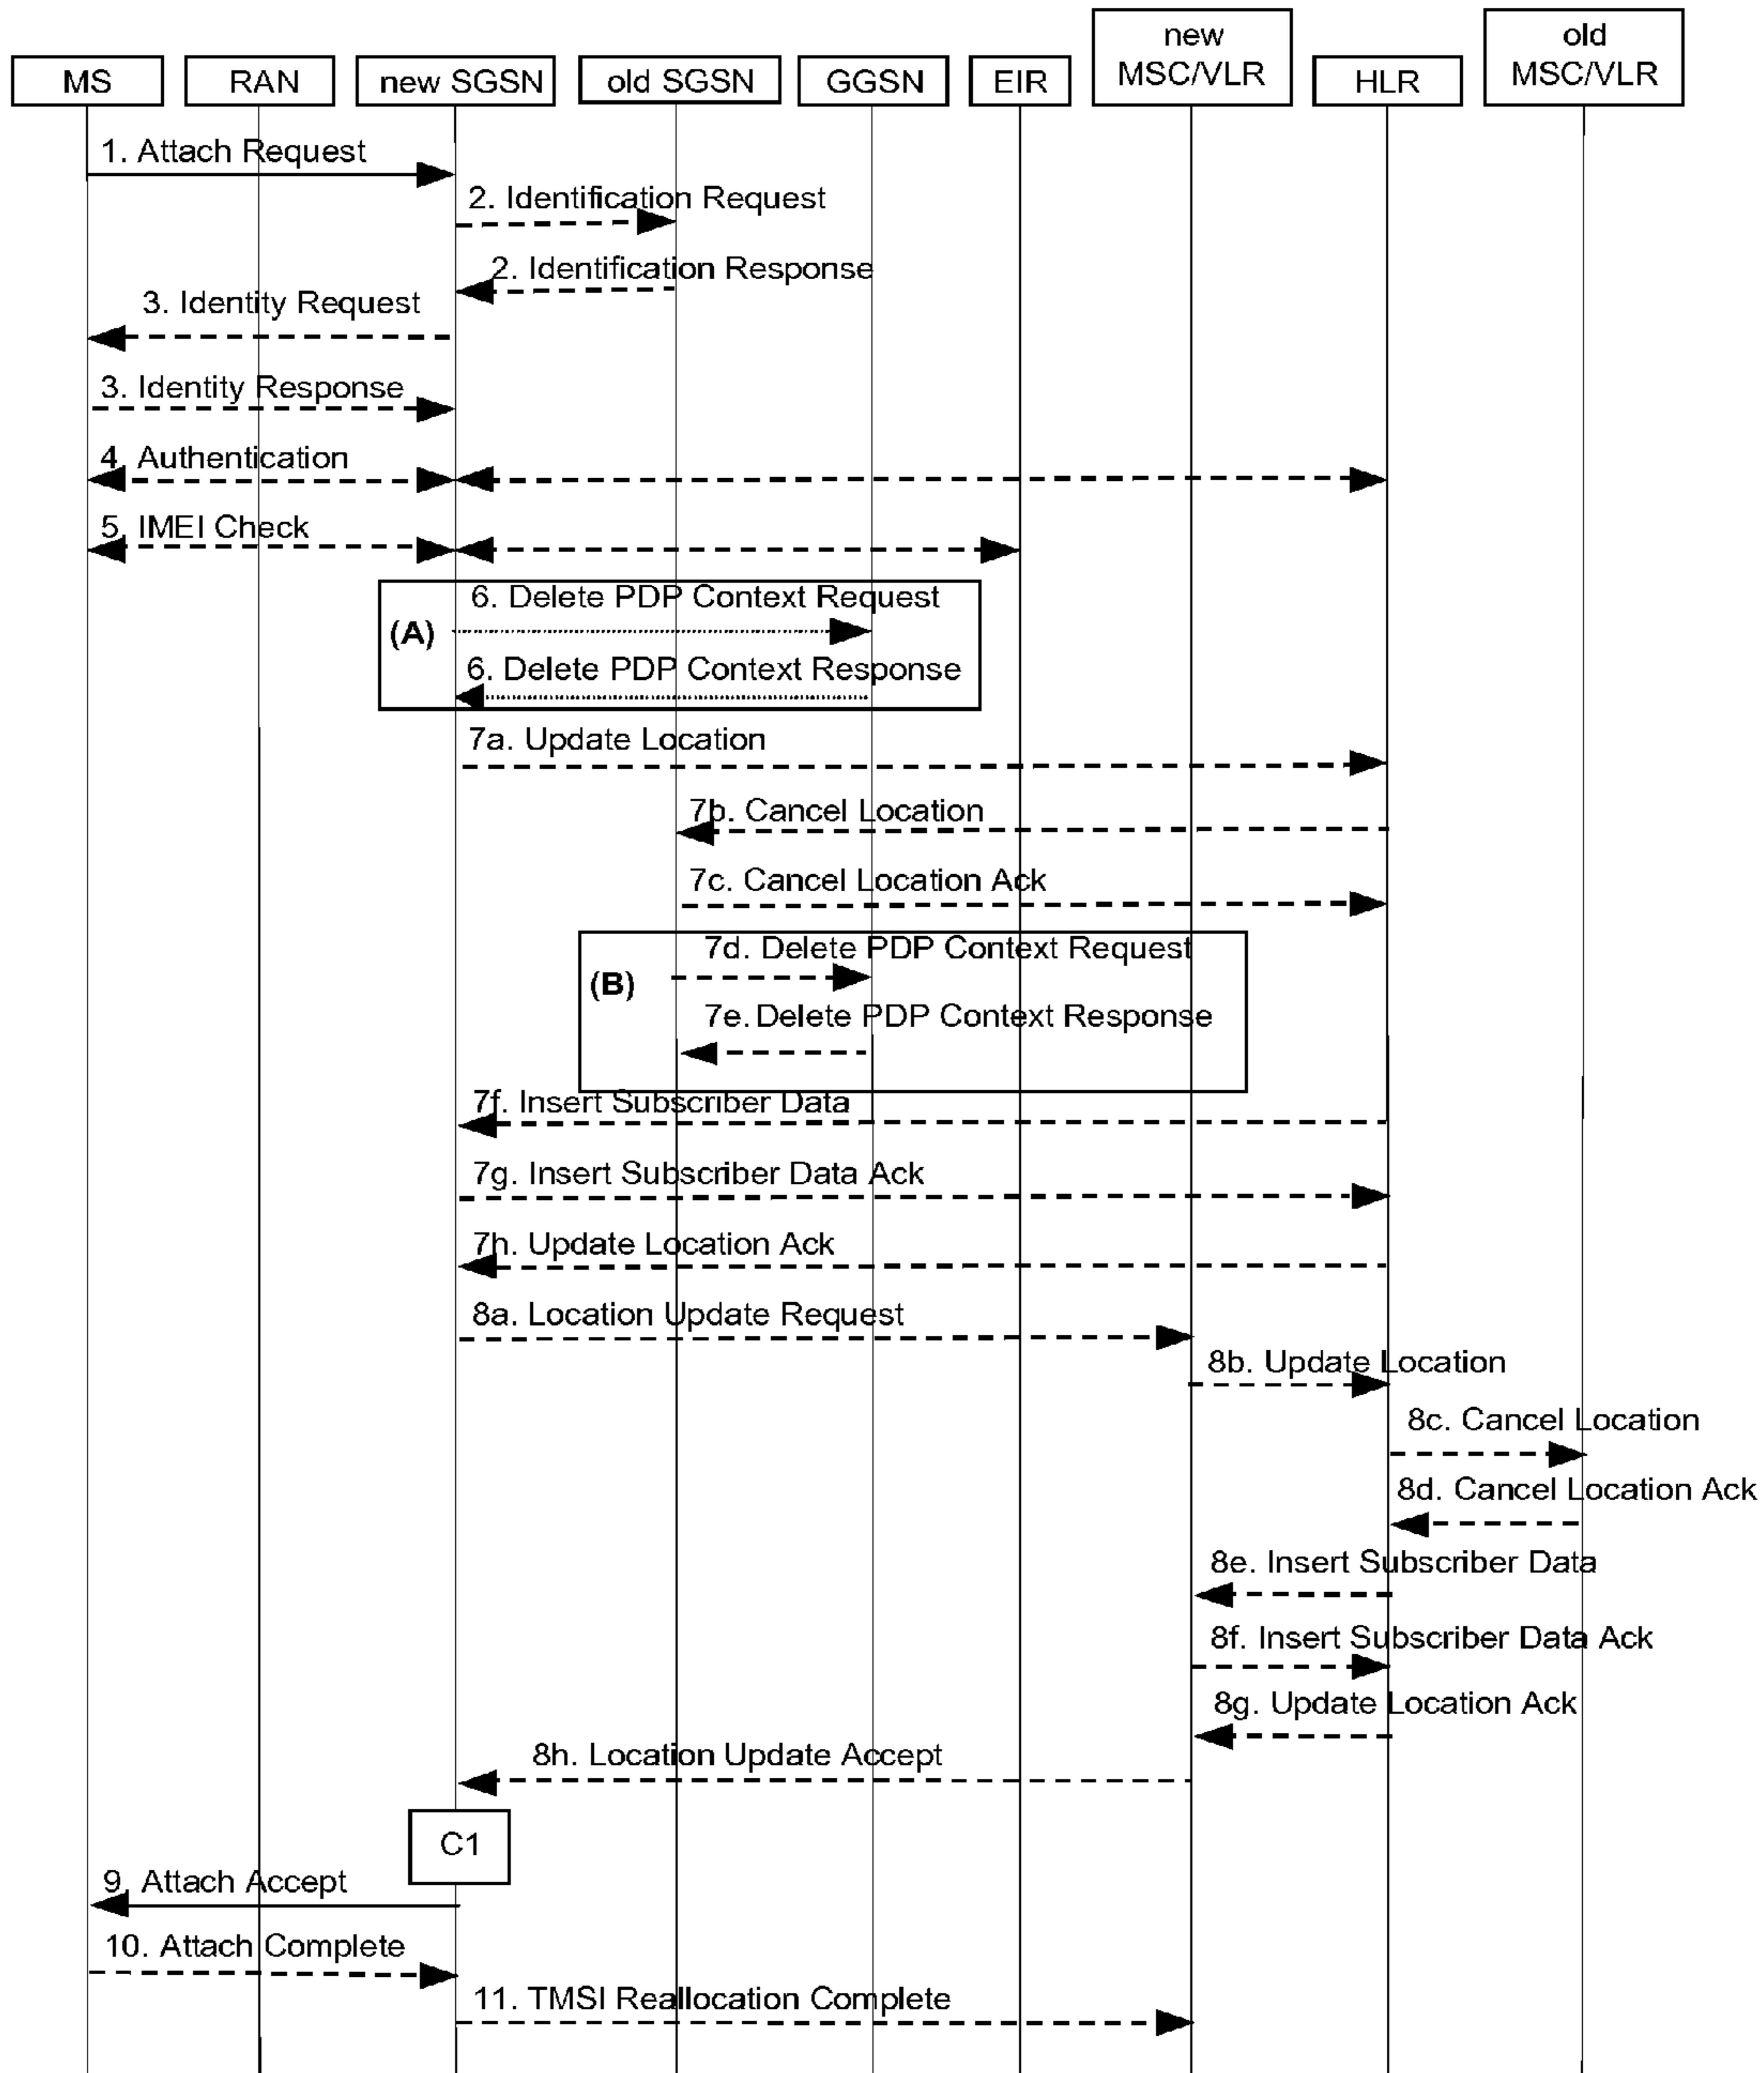 MS
RAN
new SGSN
old SGSN
GGSN
EIR
new
MSC/VLR
HLR
old
MSC/VLR
1. Attach Request
2. Identification Request
2. Identification Response
3. Identity Request
3. Identity Response
4. Authentication
5. IMEI Check
6. Delete PDP Context Request
(A)
6. Delete PDP Context Response
7a. Update Location
7b. Cancel Location
7c. Cancel Location Ack
7d. Delete PDP Context Request
(B)
7e. Delete PDP Context Response
7f. Insert Subscriber Data
7g. Insert Subscriber Data Ack
7h. Update Location Ack
8a. Location Update Request
8b. Update Location
8c. Cancel Location
8d. Cancel Location Ack
8e. Insert Subscriber Data
8f. Insert Subscriber Data Ack
8g. Update Location Ack
8h. Location Update Accept
C1
9. Attach Accept
10. Attach Complete
11. TMSI Reallocation Complete